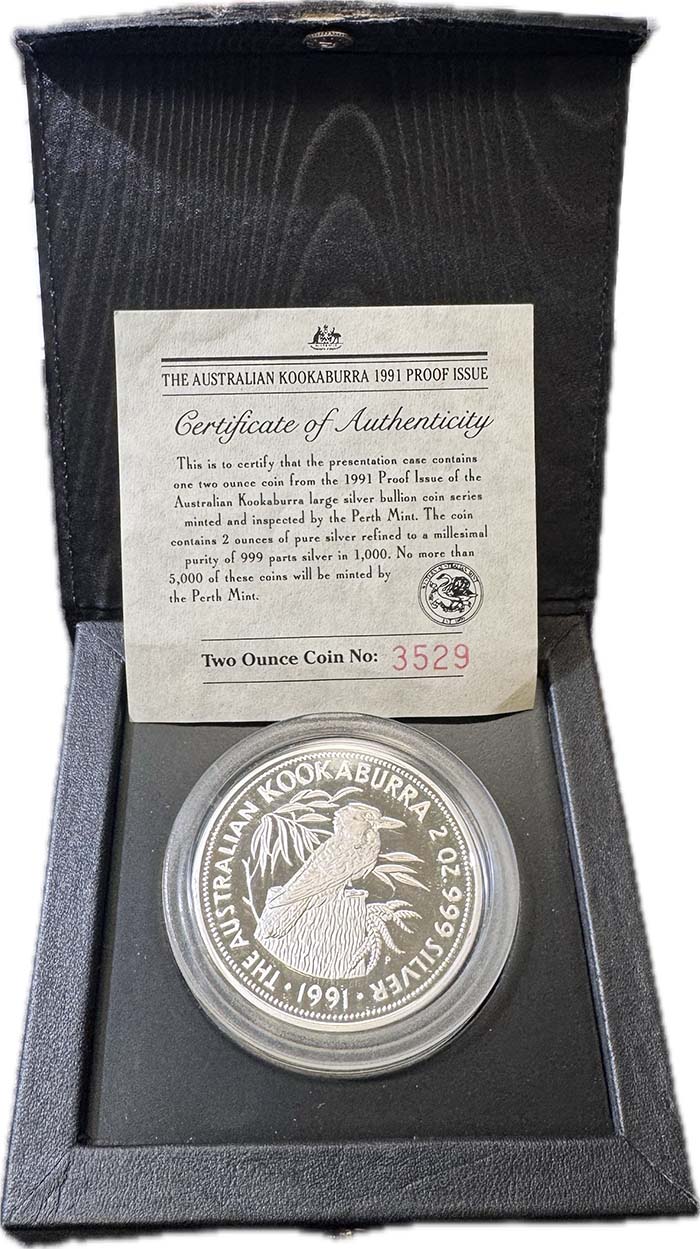 THE AUSTRALIAN KOOKABURRA 1991 PROOF ISSUE
Certificate of Authenticity
This is to certify that the presentation case contains
one two ounce coin from the 1991 Proof Issue of the
Australian Kookaburra large silver bullion coin series
minted and inspected by the Perth Mint. The coin
contains 2 ounces of pure silver refined to a millesimal
purity of 999 parts silver in 1,000. No more than
5,000 of these coins will be minted by
the Perth Mint.
Two Ounce Coin No: 3529
· THE AUSTRALIAN KOOKABURRA 2 OZ. 999 SILVER ·
1991